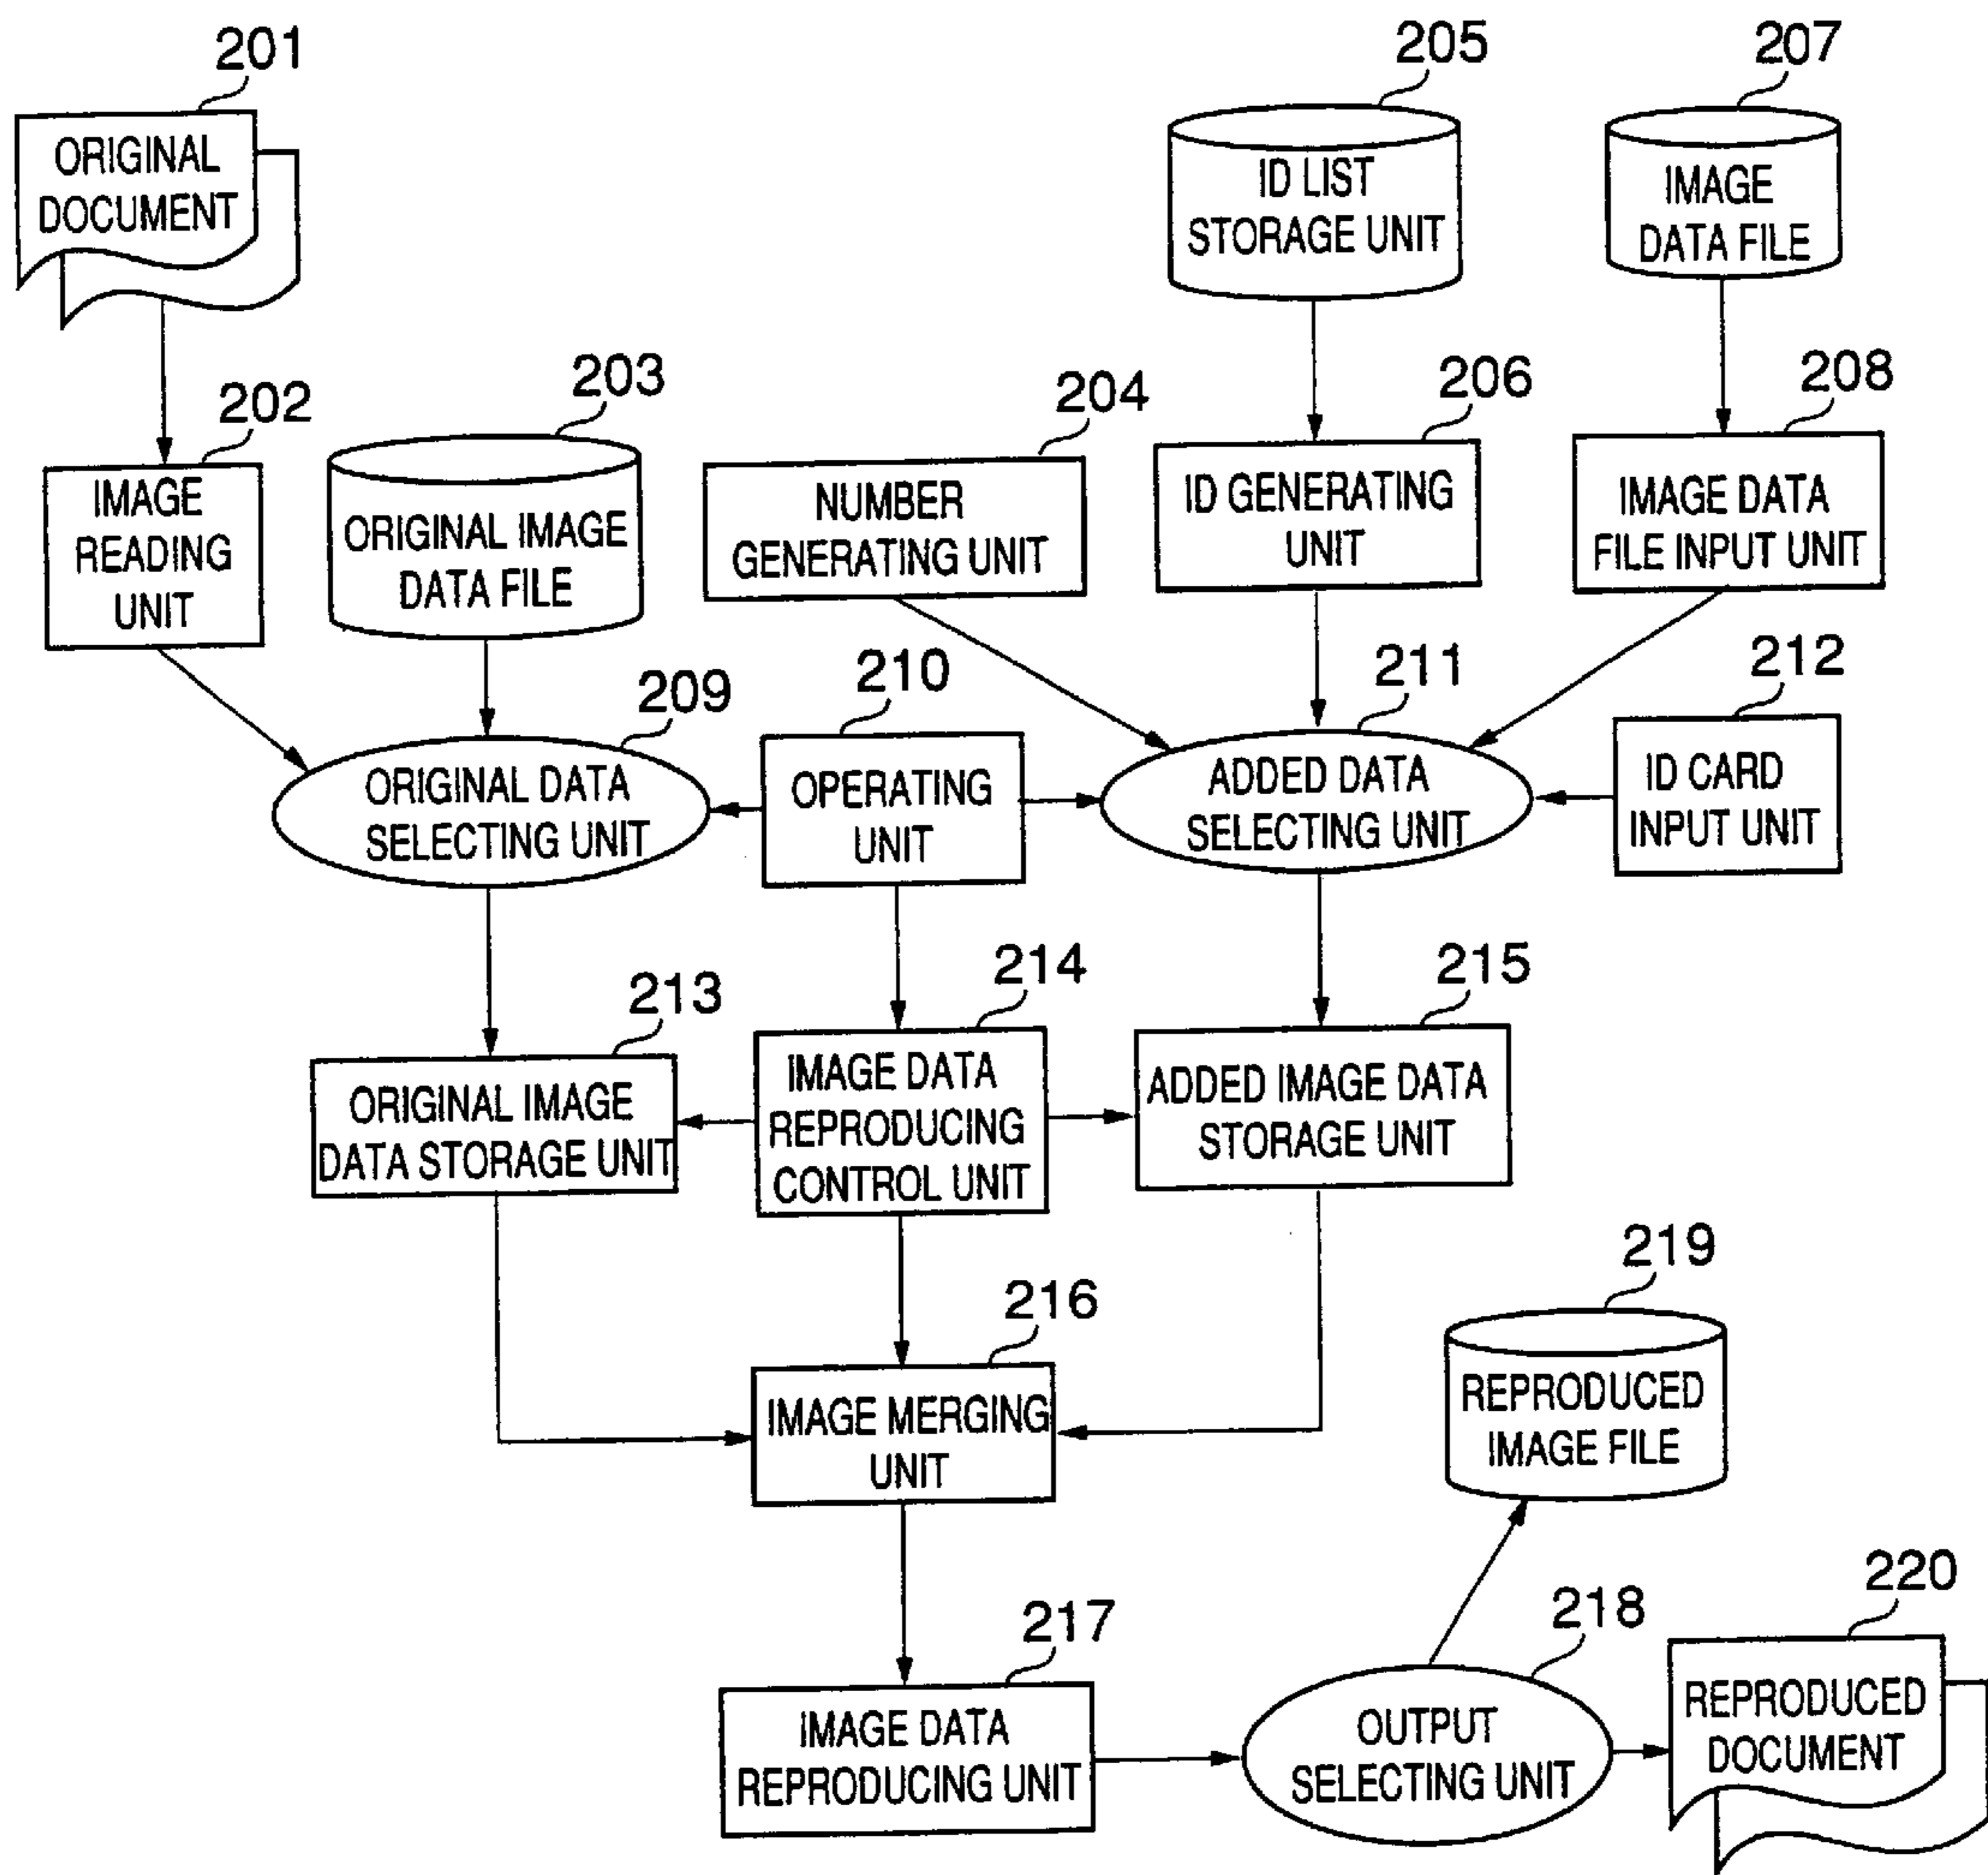 201
ORIGINAL
DOCUMENT
205
ID LIST
STORAGE UNIT
207
IMAGE
DATA FILE
202
IMAGE
READING
UNIT
203
ORIGINAL IMAGE
DATA FILE
204
NUMBER
GENERATING UNIT
206
ID GENERATING
UNIT
208
IMAGE DATA
FILE INPUT UNIT
209
ORIGINAL DATA
SELECTING UNIT
210
OPERATING
UNIT
211
ADDED DATA
SELECTING UNIT
212
ID CARD
INPUT UNIT
213
ORIGINAL IMAGE
DATA STORAGE UNIT
214
IMAGE DATA
REPRODUCING
CONTROL UNIT
215
ADDED IMAGE DATA
STORAGE UNIT
216
IMAGE MERGING
UNIT
219
REPRODUCED
IMAGE FILE
217
IMAGE DATA
REPRODUCING UNIT
218
OUTPUT
SELECTING UNIT
220
REPRODUCED
DOCUMENT